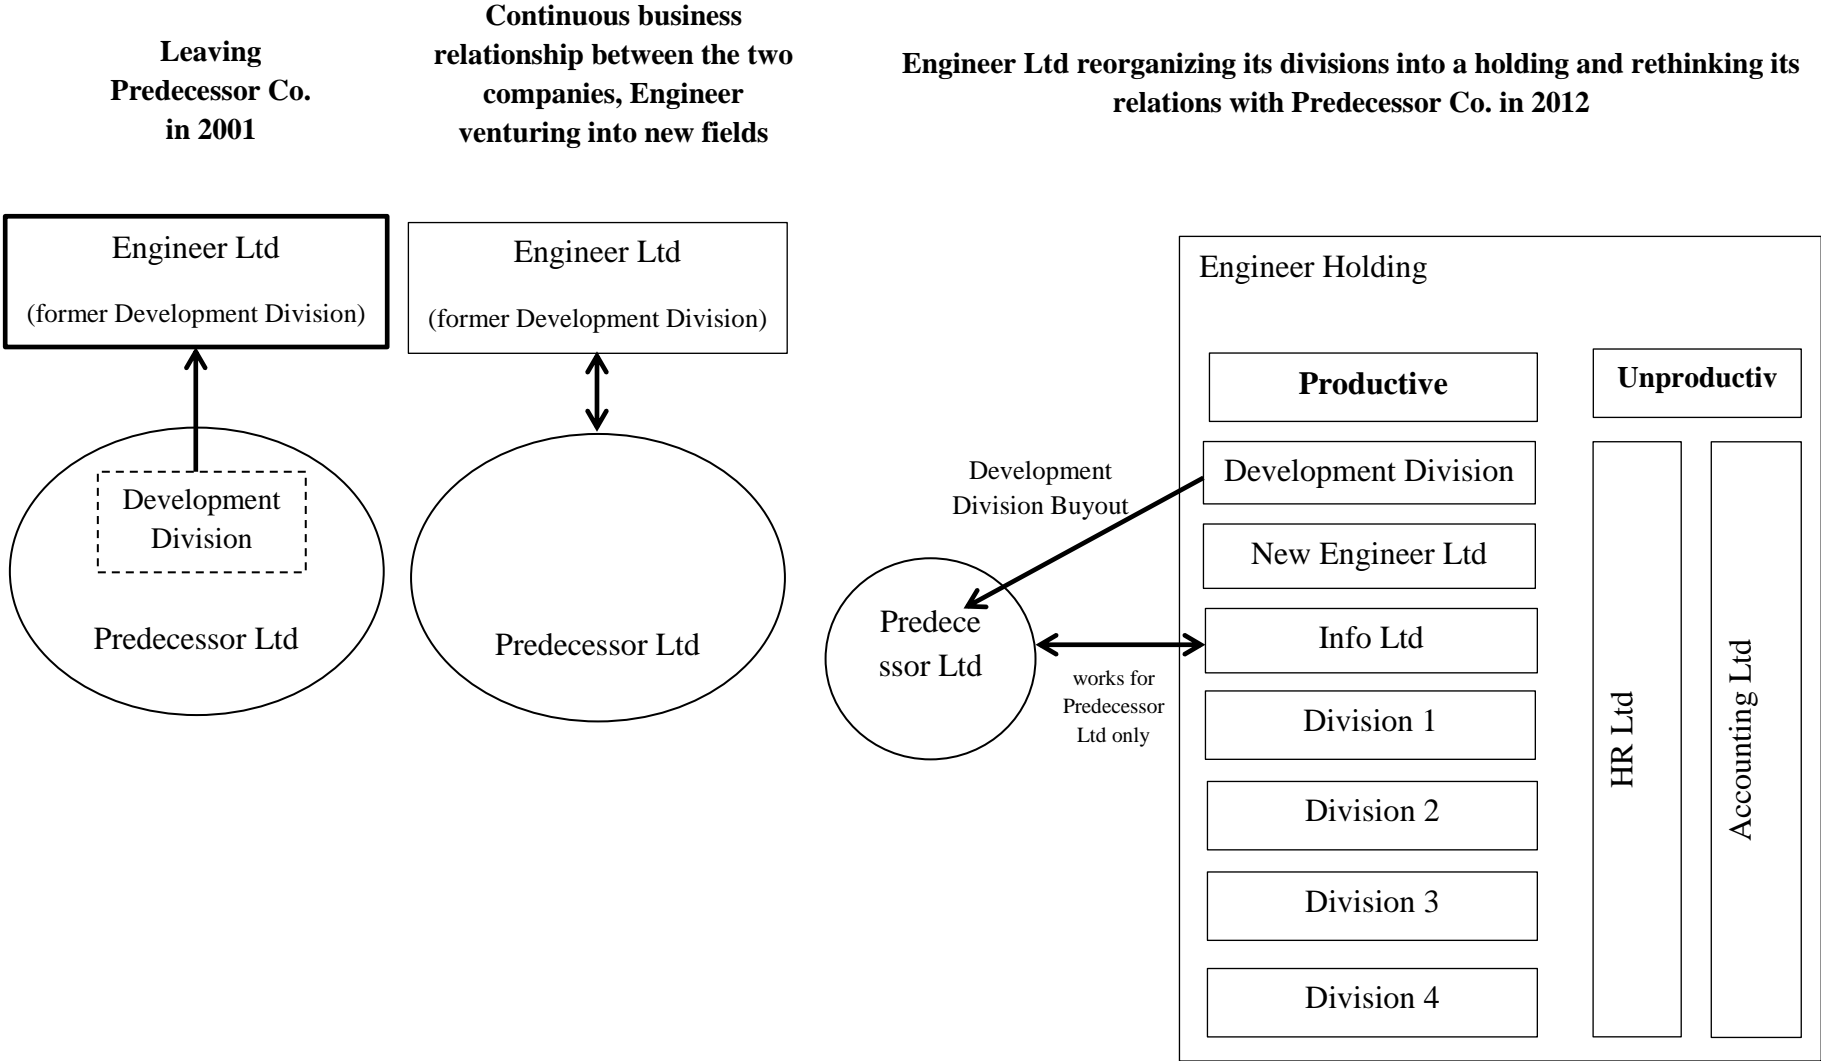 Leaving
Predecessor Co.
in 2001
Continuous business
relationship between the two
companies, Engineer
venturing into new fields
Engineer Ltd reorganizing its divisions into a holding and rethinking its
relations with Predecessor Co. in 2012
Engineer Ltd
(former Development Division)
Development
Division
Predecessor Ltd
Engineer Ltd
(former Development Division)
Predecessor Ltd
Development
Division Buyout
Predece
ssor Ltd
works for
Predecessor
Ltd only
Engineer Holding
Productive
Development Division
New Engineer Ltd
Info Ltd
Division 1
Division 2
Division 3
Division 4
Unproductiv
HR Ltd
Accounting Ltd